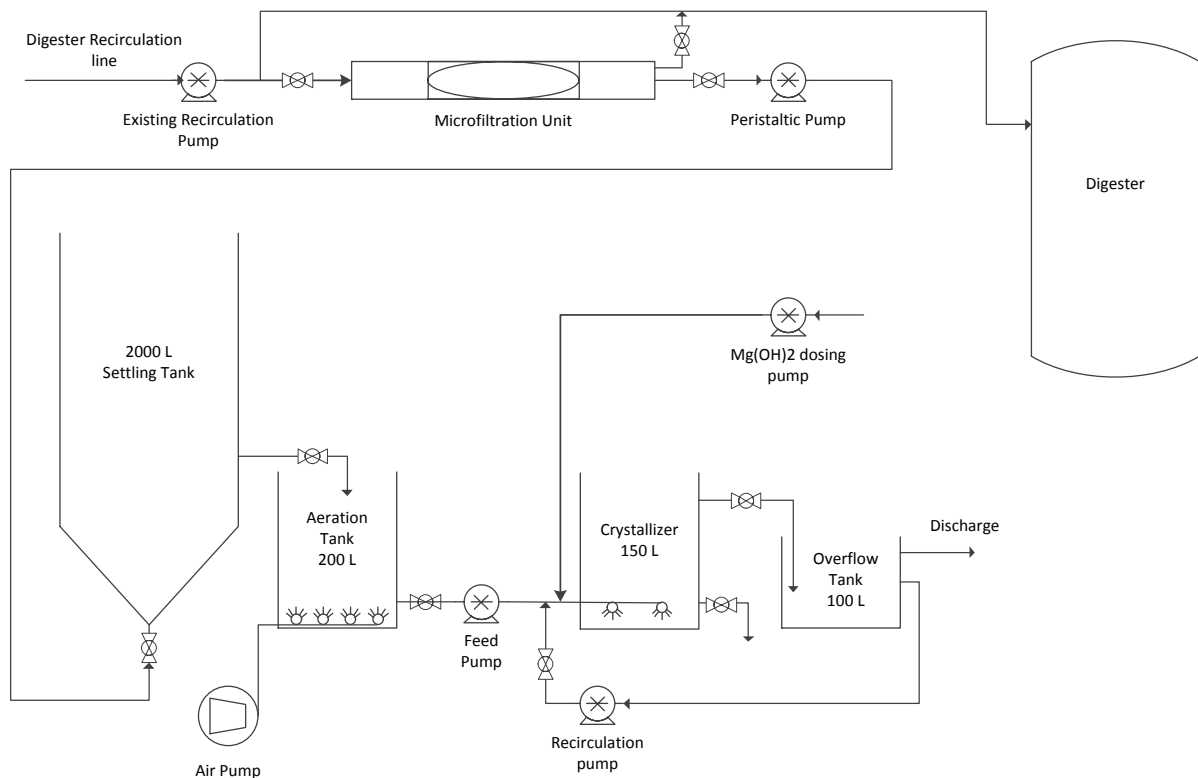 Digester Recirculation
line
Existing Recirculation
Pump
Microfiltration Unit
Peristaltic Pump
Digester
2000 L
Settling Tank
Mg(OH)2 dosing
pump
Aeration
Tank
200 L
Crystallizer
150 L
Discharge
Overflow
Tank
100 L
Feed
Pump
Recirculation
pump
Air Pump